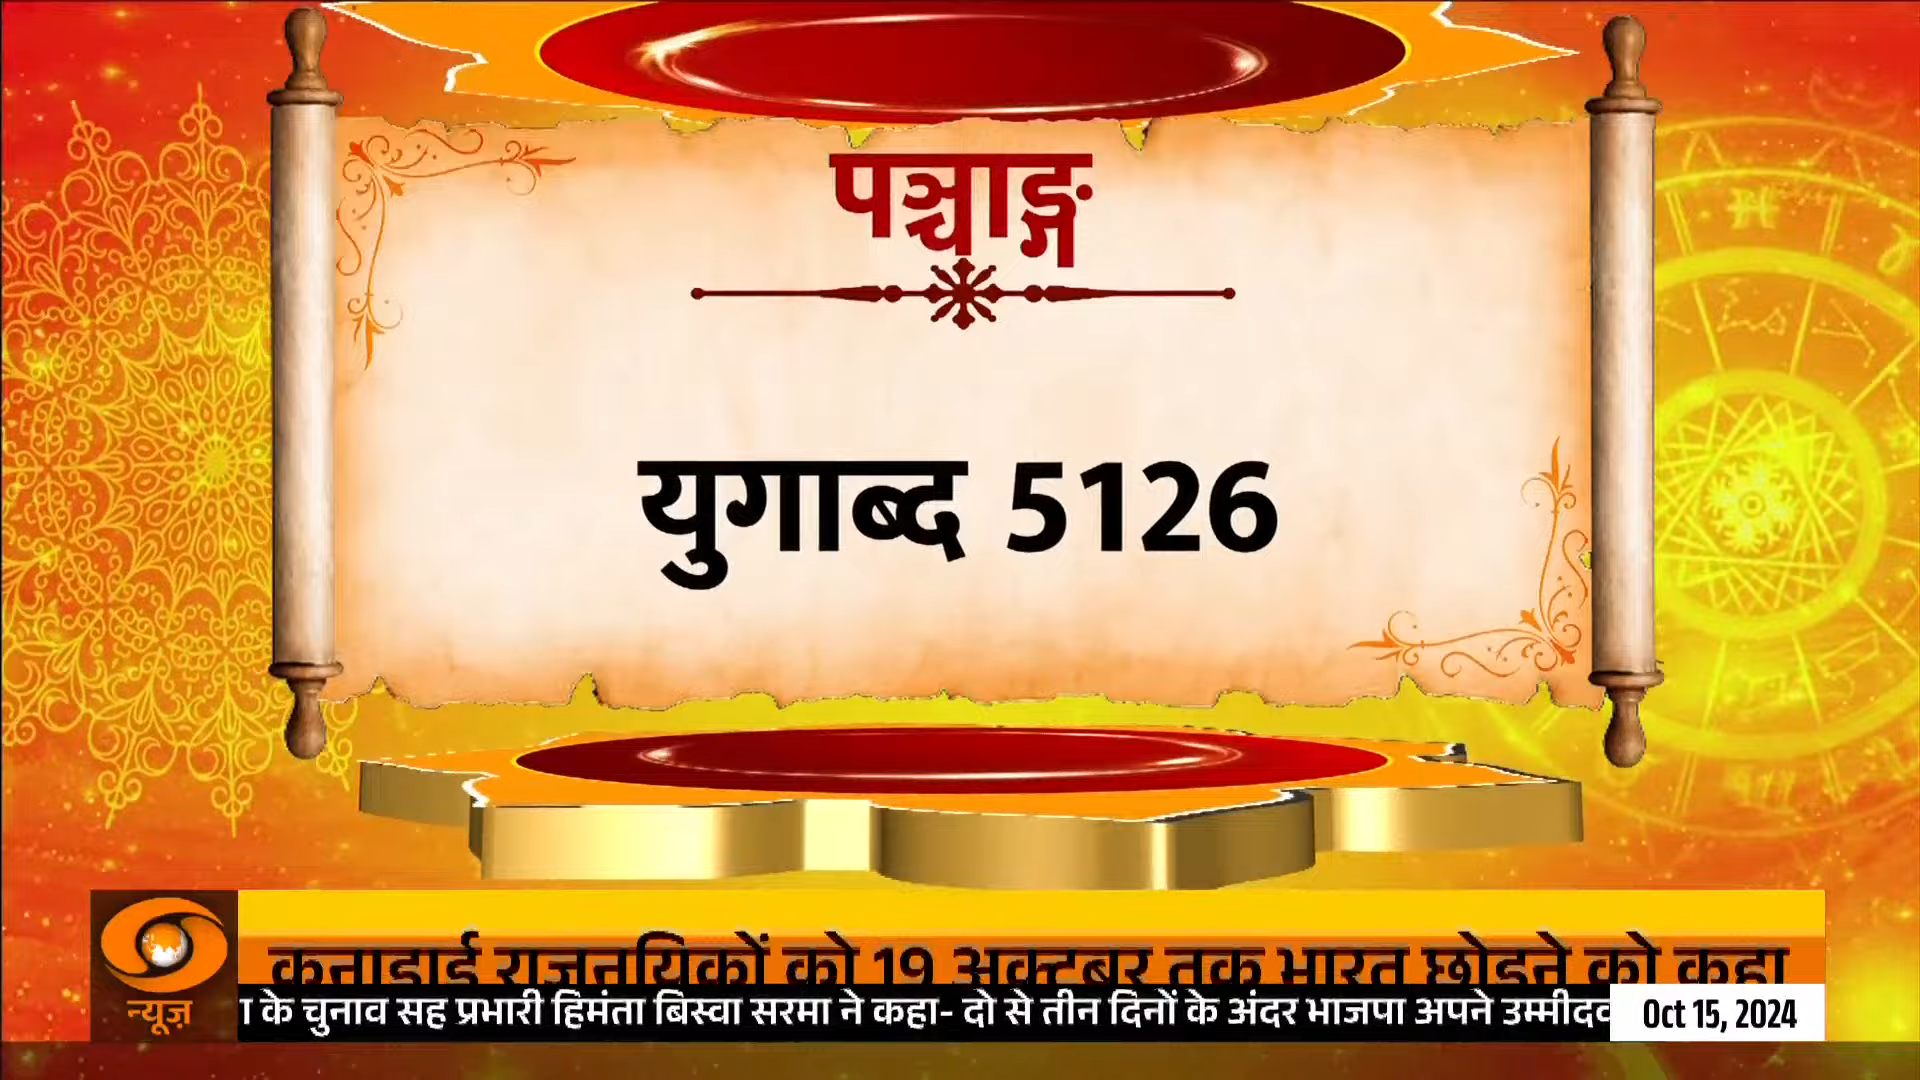 पञ्चाङ्ग
युगाब्द 5126
कनाडाई राजनयिकों को 19 अक्टूबर तक भारत छोड़ने को कहा
के चुनाव सह प्रभारी हिमंता बिस्वा सरमा ने कहा- दो से तीन दिनों के अंदर भाजपा अपने
न्यूज़
Oct 15, 2024